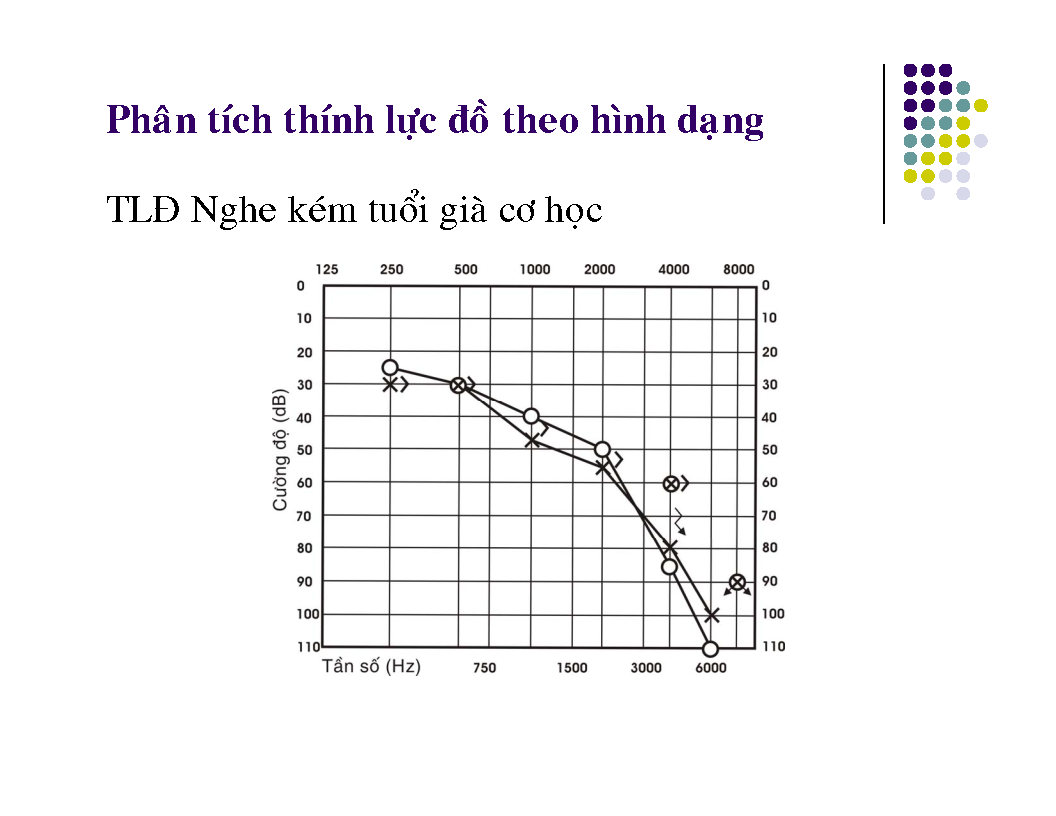 Phân tích thính lực đồ theo hình dạng
TLĐ Nghe kém tuổi già cơ học
125 250 500 1000 2000 4000 8000
0 0
10 10
20 20
30 30
40 40
50 50
60 60
70 70
80 80
90 90
100 100
110 110
Cường độ (dB)
Tần số (Hz) 750 1500 3000 6000